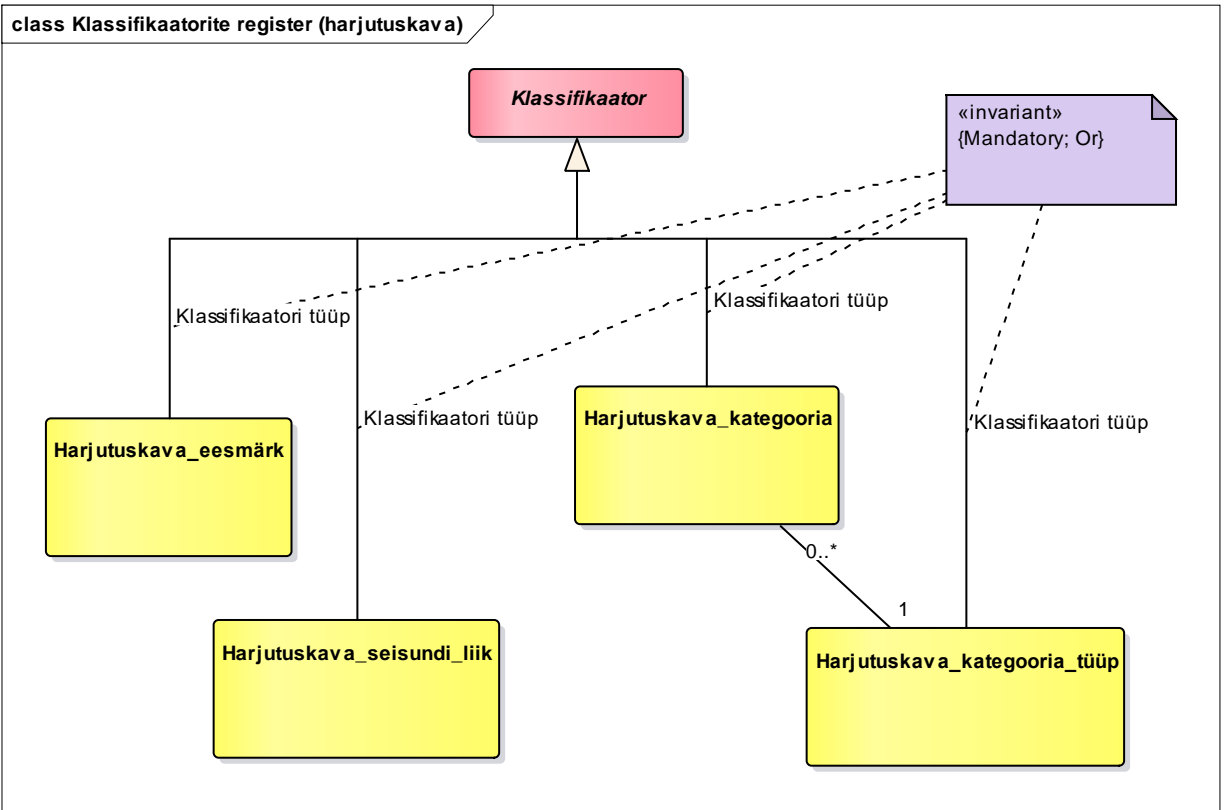 class Klassifikaatorite register (harjutuskava)
Klassifikaator
«invariant»
{Mandatory; Or}
Klassifikaatori tüüp
Klassifikaatori tüüp
Klassifikaatori tüüp
Klassifikaatori tüüp
Harjutuskava_eesmärk
Harjutuskava_kategooria
0..*
1
Harjutuskava_seisundi_liik
Harjutuskava_kategooria_tüüp